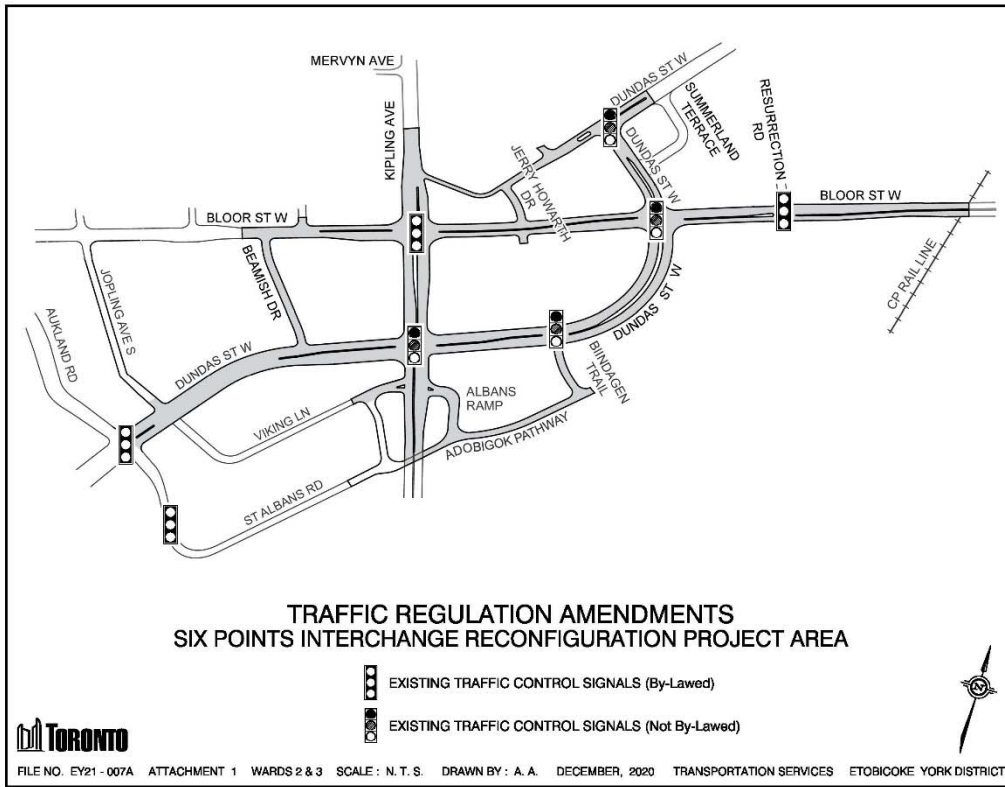 MERVYN AVE
KIPLING AVE
DUNDAS ST W
SUMMERLAND
TERRACE
RESURRECTION
RD
DUNDAS ST W
JERRY HOWARTH
DR
BLOOR ST W
BLOOR ST W
BEAMISH DR
JOPLING AVE S
AUKLAND RD
CP RAIL LINE
DUNDAS ST W
DUNDAS ST W
BIINDAGEN
TRAIL
ALBANS
RAMP
VIKING LN
ADOBIGOK PATHWAY
ST ALBANS RD
TRAFFIC REGULATION AMENDMENTS
SIX POINTS INTERCHANGE RECONFIGURATION PROJECT AREA
EXISTING TRAFFIC CONTROL SIGNALS (By-Lawed)
EXISTING TRAFFIC CONTROL SIGNALS (Not By-Lawed)
N
TORONTO
FILE NO. EY21 - 007A ATTACHMENT 1 WARDS 2 & 3 SCALE : N. T. S. DRAWN BY : A. A. DECEMBER, 2020 TRANSPORTATION SERVICES ETOBICOKE YORK DISTRICT